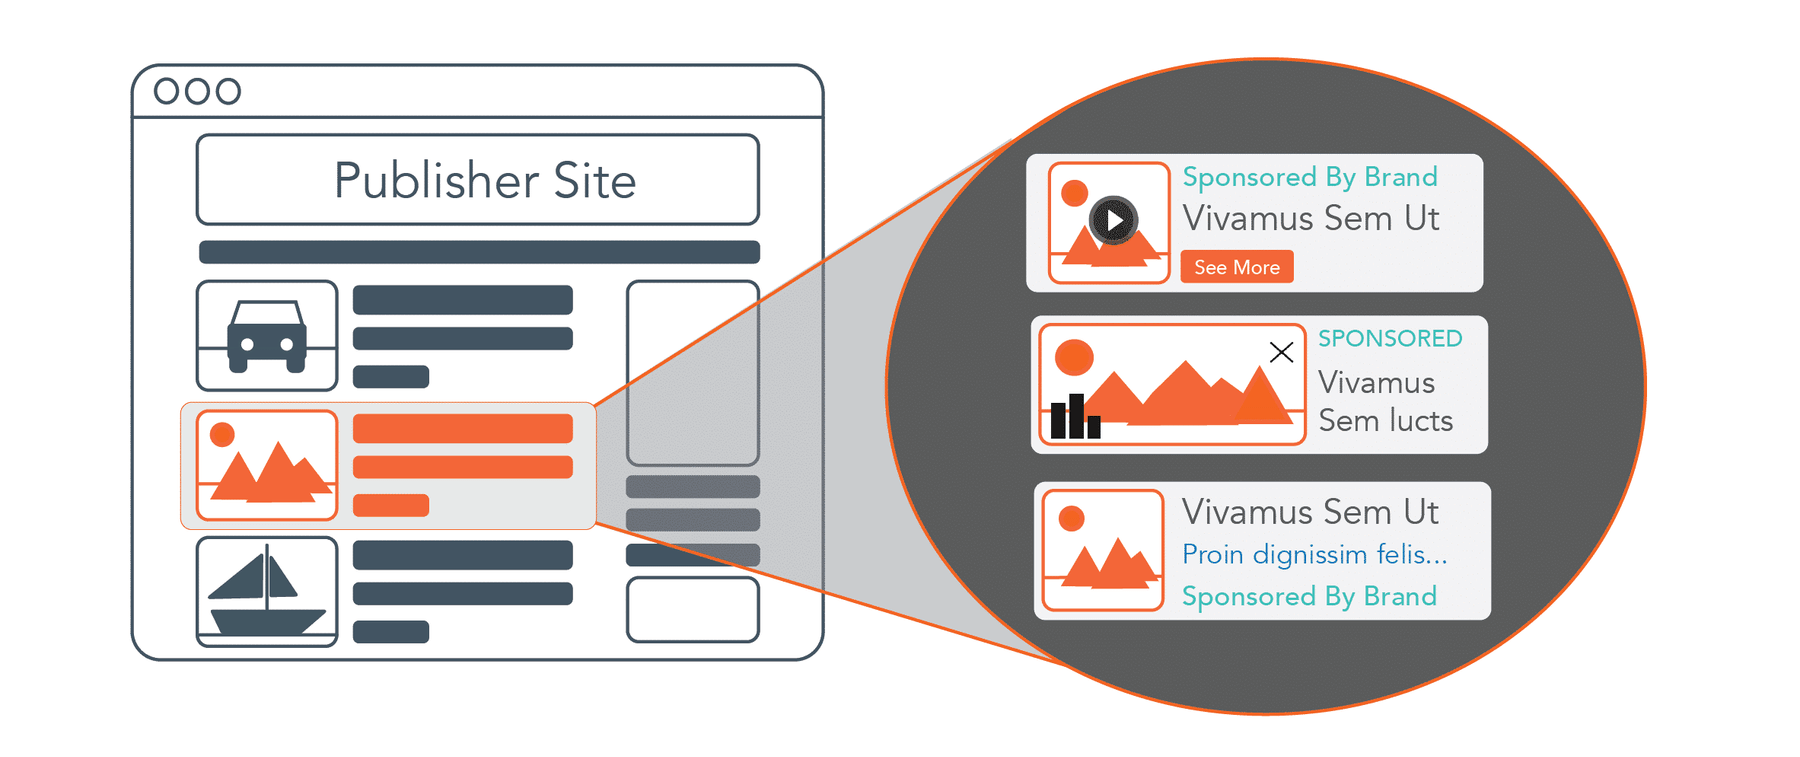 Publisher Site
Sponsored By Brand
Vivamus Sem Ut
See More
SPONSORED
Vivamus
Sem lucts
Vivamus Sem Ut
Proin dignissim felis...
Sponsored By Brand